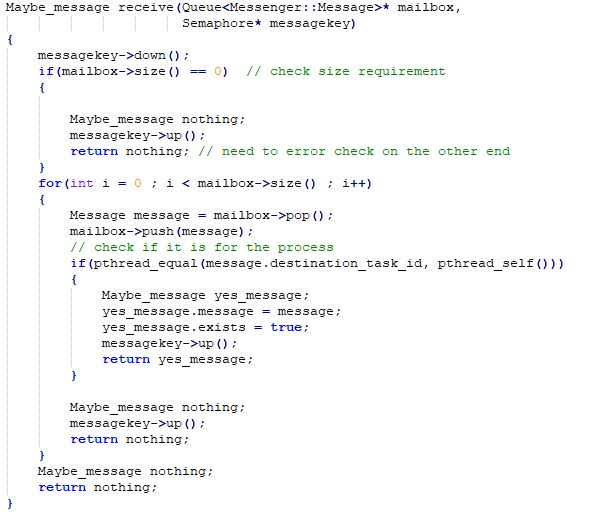 Maybe_message receive(Queue<Messenger::Message>* mailbox,
                      Semaphore* messagekey)
{
    messagekey->down();
    if(mailbox->size() == 0)  // check size requirement
    {

        Maybe_message nothing;
        messagekey->up();
        return nothing; // need to error check on the other end
    }
    for(int i = 0 ; i < mailbox->size() ; i++)
    {
        Message message = mailbox->pop();
        mailbox->push(message);
        // check if it is for the process
        if(pthread_equal(message.destination_task_id, pthread_self()))
        {
            Maybe_message yes_message;
            yes_message.message = message;
            yes_message.exists = true;
            messagekey->up();
            return yes_message;
        }

        Maybe_message nothing;
        messagekey->up();
        return nothing;
    }
    Maybe_message nothing;
    return nothing;
}